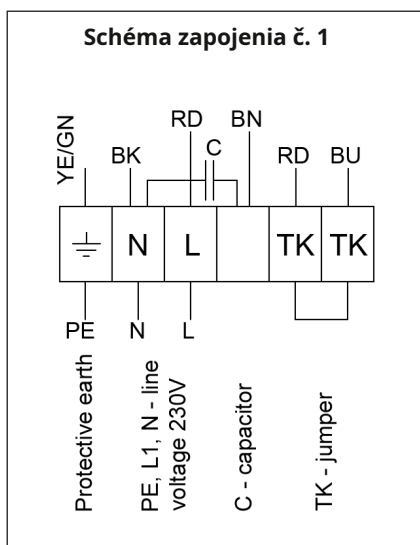 Schéma zapojenia č. 1
RD BN
YE/GN BK C RD BU
N L TK TK
PE N L
Protective earth
PE, L1, N - line
voltage 230V
C - capacitor
TK - jumper